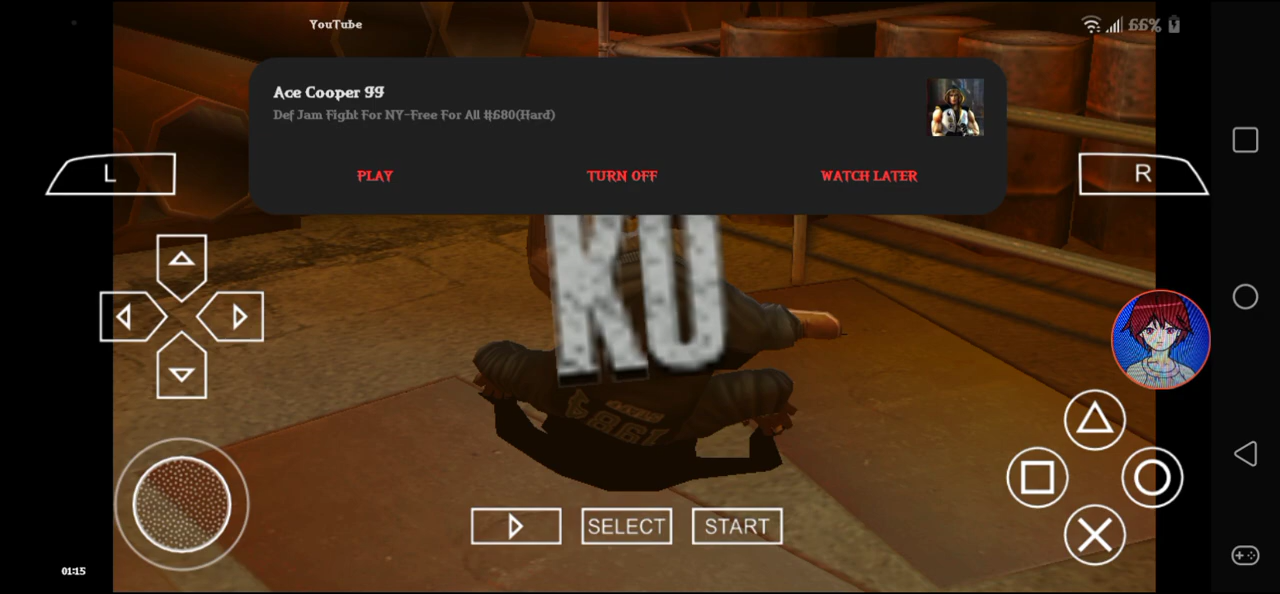 YouTube
66%
Ace Cooper 99
Def Jam Fight For NY-Free For All #680(Hard)
PLAY TURN OFF WATCH LATER
L
R
KO
1984
SELECT START
01:15